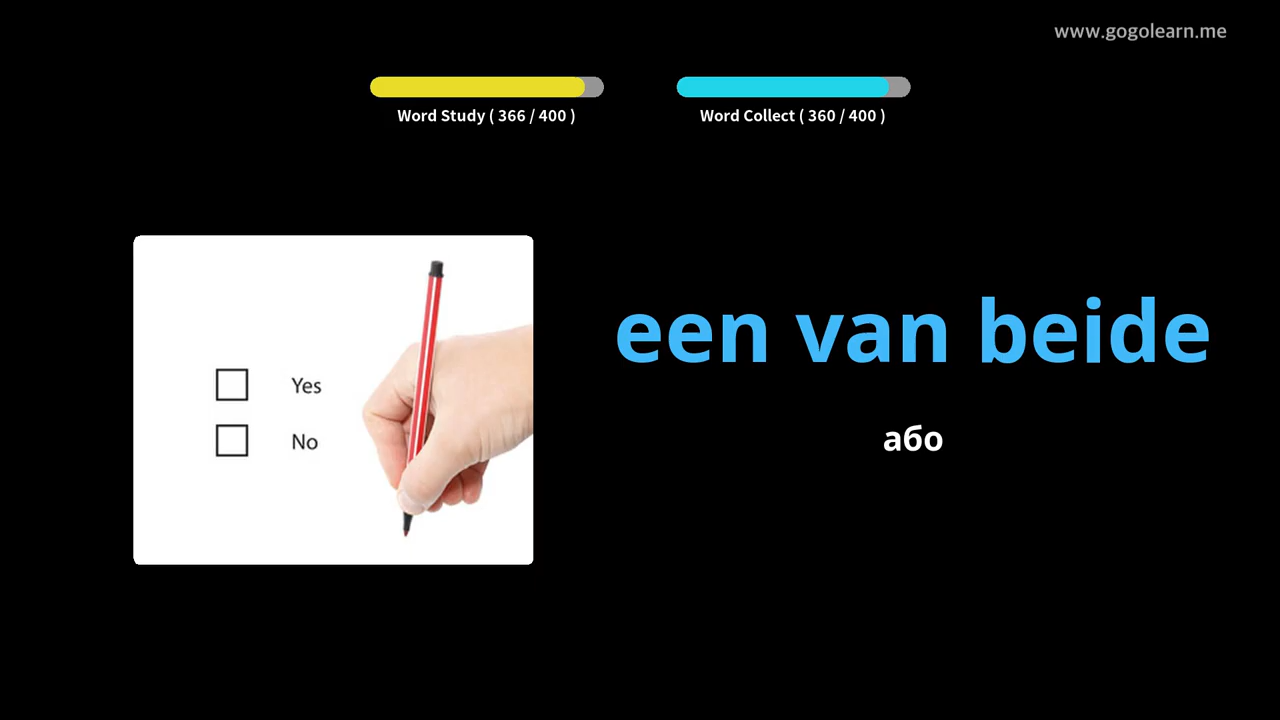 www.gogolearn.me
Word Study ( 366 / 400 )
Word Collect ( 360 / 400 )
een van beide
або
Yes
No